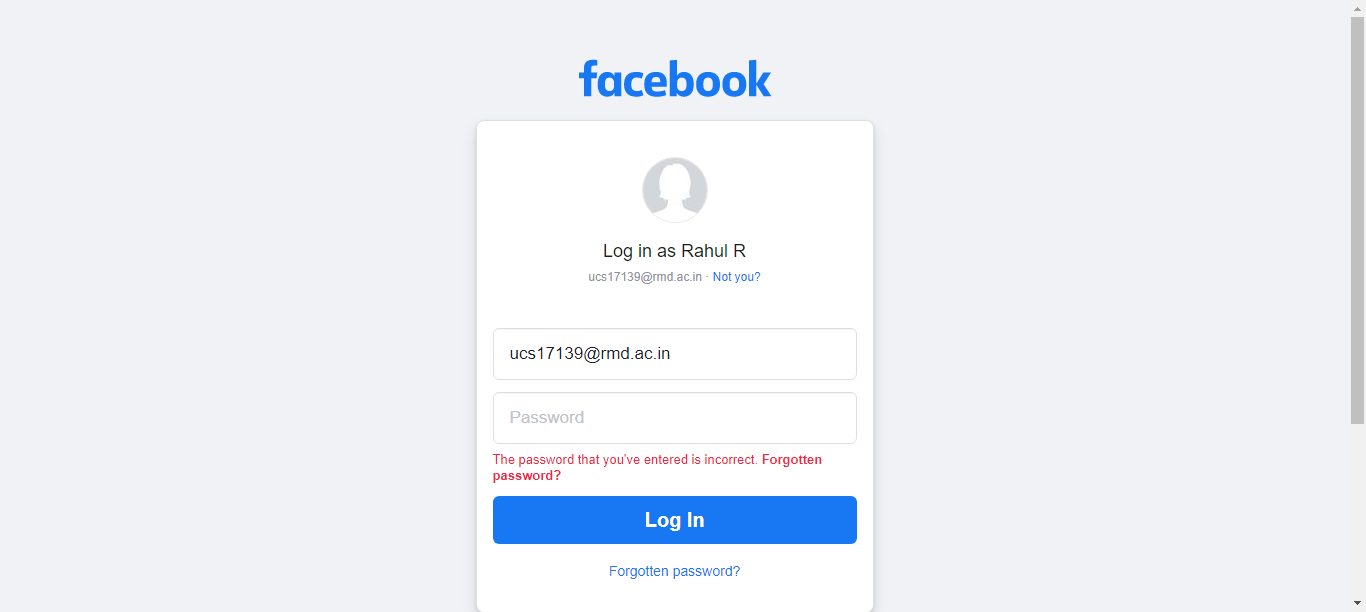 facebook
Log in as Rahul R
ucs17139@rmd.ac.in · Not you?
ucs17139@rmd.ac.in
Password
The password that you've entered is incorrect. Forgotten
password?
Log In
Forgotten password?